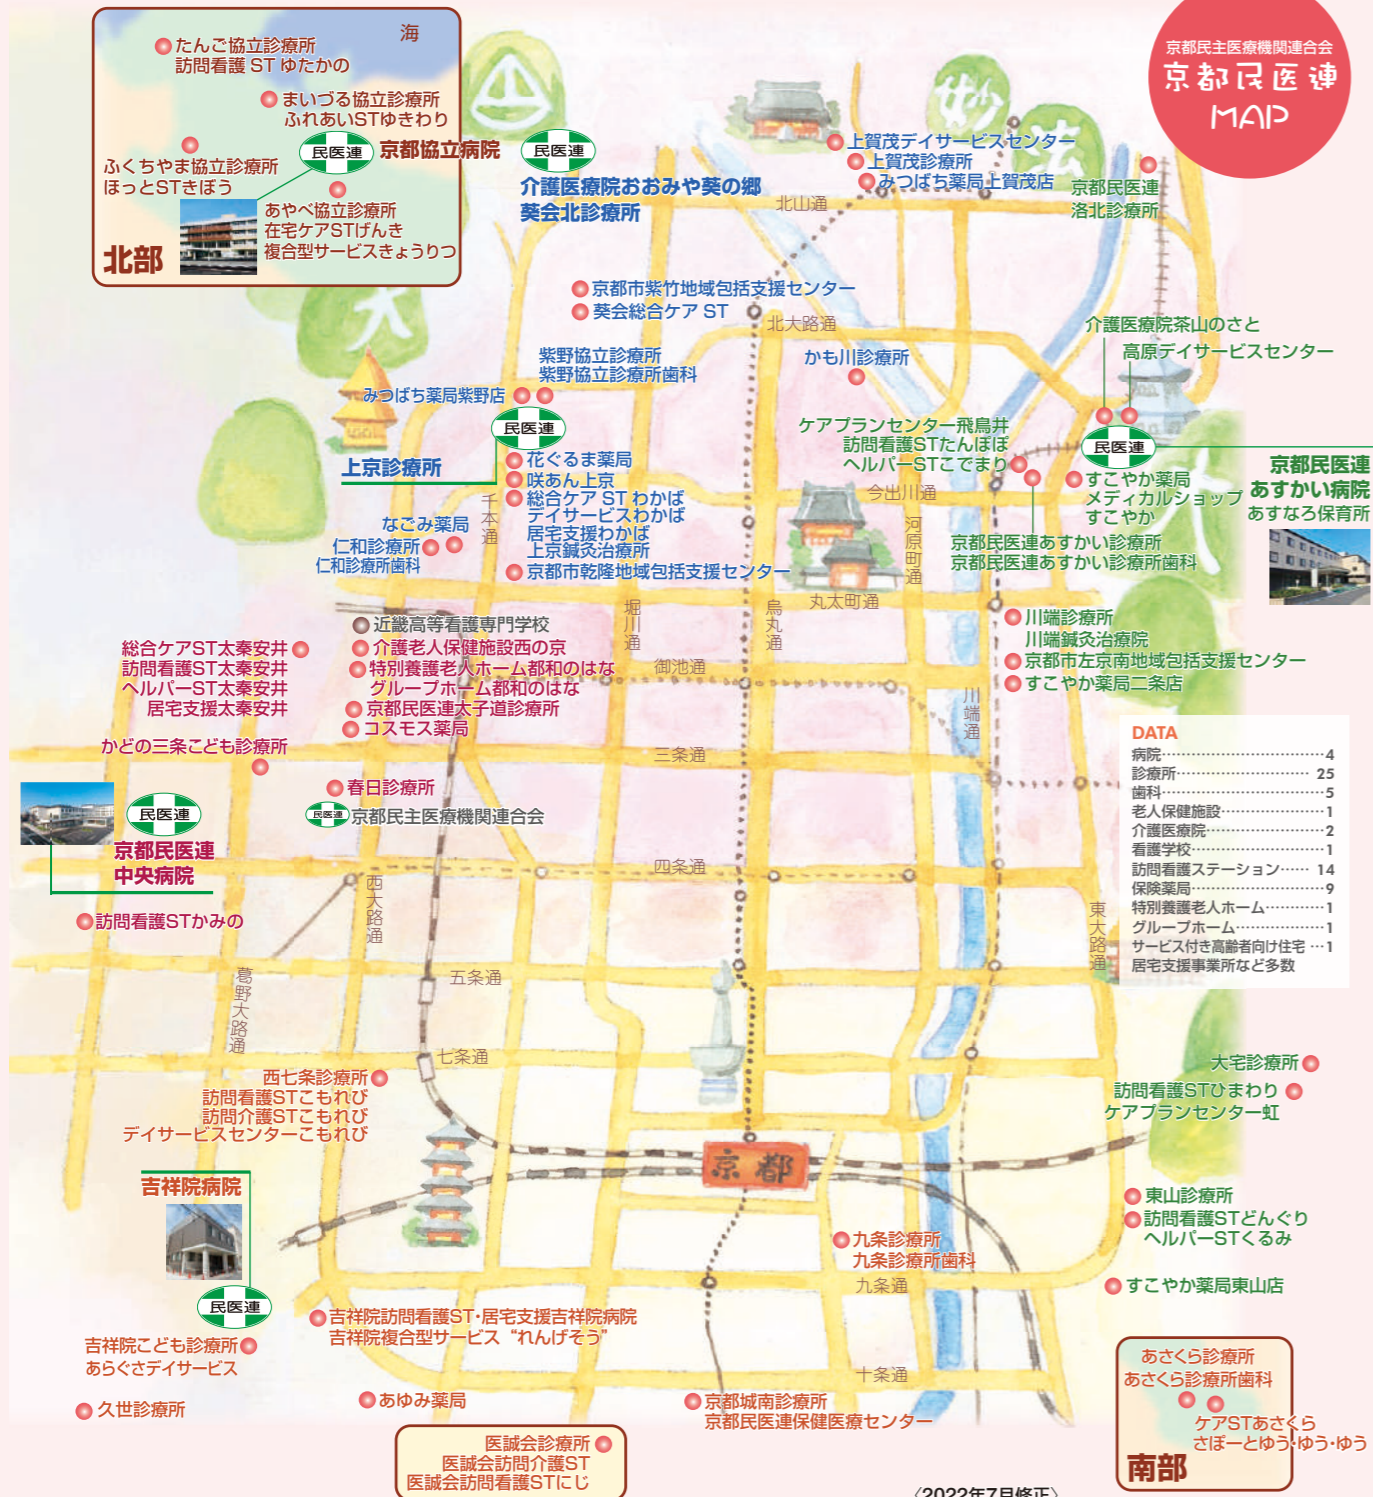 京都民主医療機関連合会
京都民医連
MAP
海
たんご協立診療所
訪問看護 ST ゆたかの
まいづる協立診療所
ふれあいSTゆきわり
民医連
京都協立病院
ふくちやま協立診療所
ほっとSTきぼう
あやべ協立診療所
在宅ケアSTげんき
複合型サービスきょうりつ
北部
山
妙
法
大
大
民医連
介護医療院おおみや葵の郷
葵会北診療所
上賀茂デイサービスセンター
上賀茂診療所
みつばち薬局上賀茂店
北山通
京都民医連
洛北診療所
京都市紫竹地域包括支援センター
葵会総合ケア ST
北大路通
かも川診療所
介護医療院茶山のさと
高原デイサービスセンター
紫野協立診療所
紫野協立診療所歯科
みつばち薬局紫野店
民医連
上京診療所
花ぐるま薬局
咲あん上京
総合ケア ST わかば
デイサービスわかば
居宅支援わかば
上京鍼灸治療所
京都市乾隆地域包括支援センター
千本通
なごみ薬局
仁和診療所
仁和診療所歯科
ケアプランセンター飛鳥井
訪問看護STたんぽぽ
ヘルパーSTこでまり
民医連
京都民医連
あすかい病院
あすなろ保育所
すこやか薬局
メディカルショップ
すこやか
今出川通
河原町通
京都民医連あすかい診療所
京都民医連あすかい診療所歯科
丸太町通
堀川通
烏丸通
川端診療所
川端鍼灸治療院
京都市左京南地域包括支援センター
すこやか薬局二条店
近畿高等看護専門学校
介護老人保健施設西の京
特別養護老人ホーム都和のはな
グループホーム都和のはな
京都民医連太子道診療所
コスモス薬局
総合ケアST太秦安井
訪問看護ST太秦安井
ヘルパーST太秦安井
居宅支援太秦安井
御池通
川端通
かどの三条こども診療所
三条通
春日診療所
民医連
京都民主医療機関連合会
民医連
京都民医連
中央病院
DATA
病院…………………………4
診療所…………………… 25
歯科…………………………5
老人保健施設………………1
介護医療院…………………2
看護学校……………………1
訪問看護ステーション…… 14
保険薬局……………………9
特別養護老人ホーム…………1
グループホーム……………1
サービス付き高齢者向け住宅 …1
居宅支援事業所など多数
四条通
西大路通
東大路通
訪問看護STかみの
葛野大路通
五条通
七条通
西七条診療所
訪問看護STこもれび
訪問介護STこもれび
デイサービスセンターこもれび
大宅診療所
訪問看護STひまわり
ケアプランセンター虹
京都
吉祥院病院
民医連
東山診療所
訪問看護STどんぐり
ヘルパーSTくるみ
九条診療所
九条診療所歯科
九条通
すこやか薬局東山店
吉祥院訪問看護ST・居宅支援吉祥院病院
吉祥院複合型サービス “れんげそう”
吉祥院こども診療所
あらぐさデイサービス
十条通
久世診療所
あゆみ薬局
京都城南診療所
京都民医連保健医療センター
医誠会診療所
医誠会訪問介護ST
医誠会訪問看護STにじ
あさくら診療所
あさくら診療所歯科
ケアSTあさくら
さぽーとゆう・ゆう・ゆう
南部
〈2022年7月修正〉